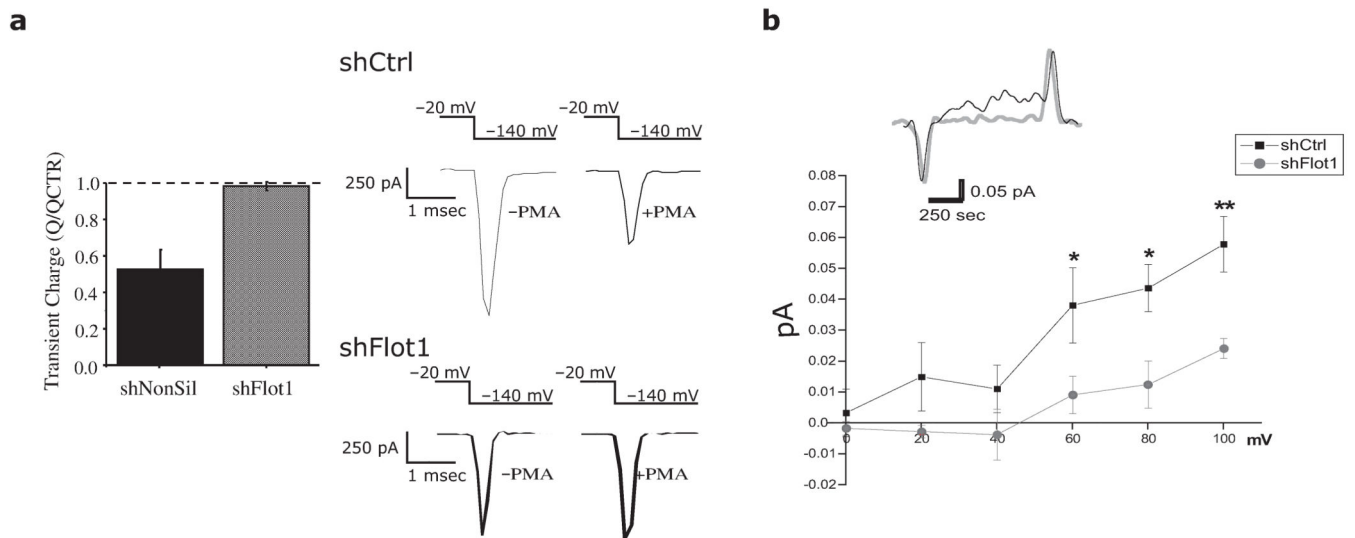 a
Transient Charge (Q/QCTR)
1.0
0.8
0.6
0.4
0.2
0.0
shNonSil
shFlot1
shCtrl
−20 mV
−140 mV
−20 mV
−140 mV
250 pA
1 msec
−PMA
+PMA
shFlot1
−20 mV
−140 mV
−20 mV
−140 mV
250 pA
1 msec
−PMA
+PMA
b
0.05 pA
250 sec
shCtrl
shFlot1
pA
0.08
0.07
0.06
0.05
0.04
0.03
0.02
0.01
0.00
-0.01
-0.02
0
20
40
60
80
100
mV
*
*
**